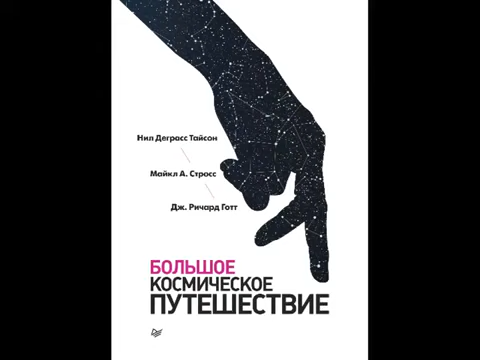 Нил Деграсс Тайсон
Майкл А. Стросс
Дж. Ричард Готт
БОЛЬШОЕ
КОСМИЧЕСКОЕ
ПУТЕШЕСТВИЕ